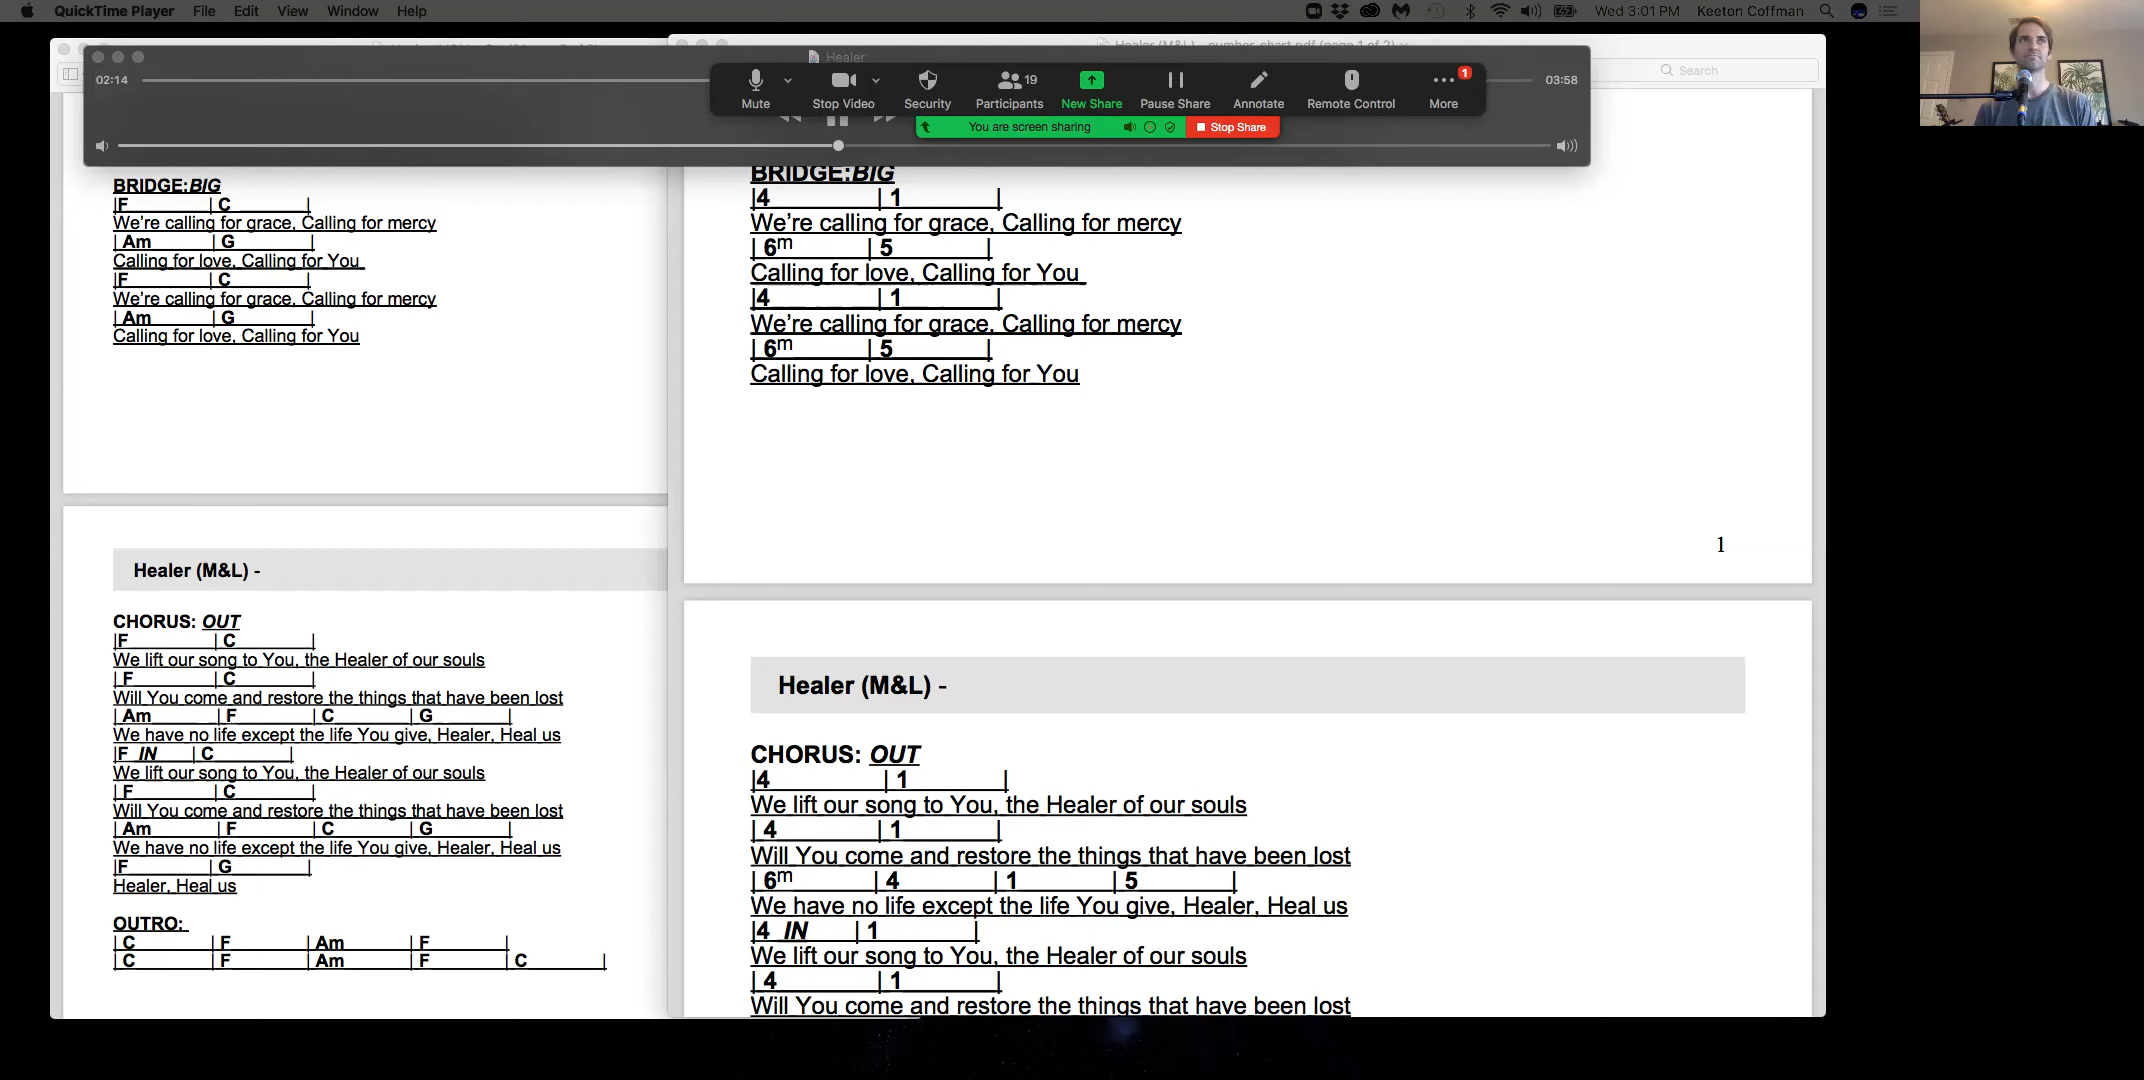 QuickTime Player File Edit View Window Help
Wed 3:01 PM Keeton Coffman
Healer
02:14
03:58
Search
Mute
Stop Video
Security
19
Participants
New Share
Pause Share
Annotate
Remote Control
1
More
You are screen sharing
Stop Share
BRIDGE:BIG
|F | C |
We're calling for grace, Calling for mercy
| Am | G |
Calling for love, Calling for You
|F | C |
We're calling for grace, Calling for mercy
| Am | G |
Calling for love, Calling for You
Healer (M&L) -
CHORUS: OUT
|F | C |
We lift our song to You, the Healer of our souls
| F | C |
Will You come and restore the things that have been lost
| Am | F | C | G |
We have no life except the life You give, Healer, Heal us
|F IN | C |
We lift our song to You, the Healer of our souls
| F | C |
Will You come and restore the things that have been lost
| Am | F | C | G |
We have no life except the life You give, Healer, Heal us
|F | G |
Healer, Heal us
OUTRO:
| C | F | Am | F |
| C | F | Am | F | C |
BRIDGE:BIG
|4 | 1 |
We're calling for grace, Calling for mercy
| 6m | 5 |
Calling for love, Calling for You
|4 | 1 |
We're calling for grace, Calling for mercy
| 6m | 5 |
Calling for love, Calling for You
1
Healer (M&L) -
CHORUS: OUT
|4 | 1 |
We lift our song to You, the Healer of our souls
| 4 | 1 |
Will You come and restore the things that have been lost
| 6m | 4 | 1 | 5 |
We have no life except the life You give, Healer, Heal us
|4 IN | 1 |
We lift our song to You, the Healer of our souls
| 4 | 1 |
Will You come and restore the things that have been lost